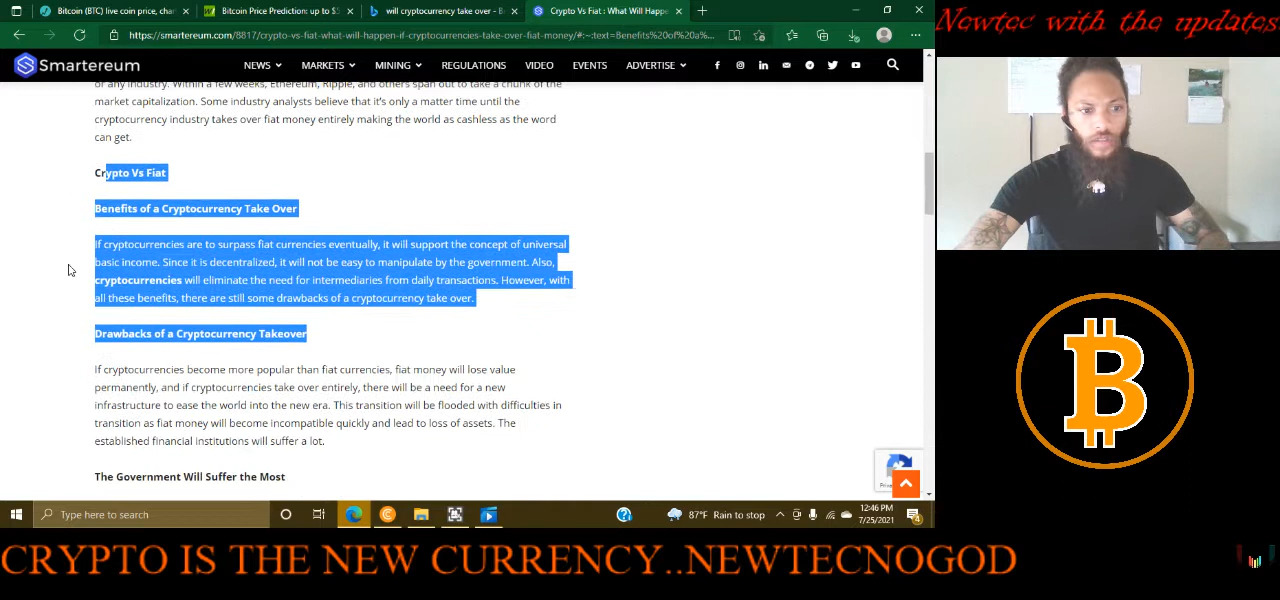 Bitcoin (BTC) live coin price, char
Bitcoin Price Prediction: up to $5
will cryptocurrency take over - B
Crypto Vs Fiat : What Will Happe
Newtec with the updates
https://smartereum.com/8817/crypto-vs-fiat-what-will-happen-if-cryptocurrencies-take-over-fiat-money/#:~:text=Benefits%20of%20a%...
Smartereum
NEWS
MARKETS
MINING
REGULATIONS
VIDEO
EVENTS
ADVERTISE
or any industry. Within a few weeks, Ethereum, Ripple, and others span out to take a chunk of the
market capitalization. Some industry analysts believe that it's only a matter time until the
cryptocurrency industry takes over fiat money entirely making the world as cashless as the word
can get.
Crypto Vs Fiat
Benefits of a Cryptocurrency Take Over
If cryptocurrencies are to surpass fiat currencies eventually, it will support the concept of universal
basic income. Since it is decentralized, it will not be easy to manipulate by the government. Also,
cryptocurrencies will eliminate the need for intermediaries from daily transactions. However, with
all these benefits, there are still some drawbacks of a cryptocurrency take over.
Drawbacks of a Cryptocurrency Takeover
If cryptocurrencies become more popular than fiat currencies, fiat money will lose value
permanently, and if cryptocurrencies take over entirely, there will be a need for a new
infrastructure to ease the world into the new era. This transition will be flooded with difficulties in
transition as fiat money will become incompatible quickly and lead to loss of assets. The
established financial institutions will suffer a lot.
The Government Will Suffer the Most
Type here to search
87°F Rain to stop
12:46 PM
7/25/2021
4
CRYPTO IS THE NEW CURRENCY..NEWTECNOGOD